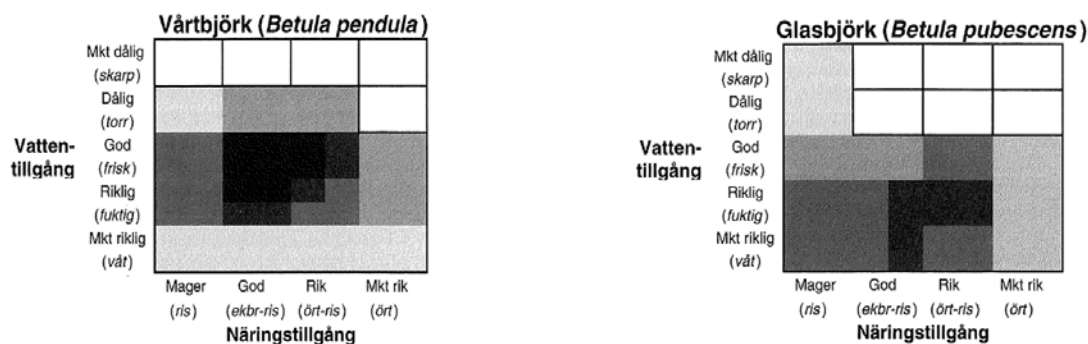 Vårtbjörk (Betula pendula)
Mkt dålig
(skarp)
Dålig
(torr)
Vatten-
tillgång
God
(frisk)
Riklig
(fuktig)
Mkt riklig
(våt)
Mager God Rik Mkt rik
(ris) (ekbr-ris) (ört-ris) (ört)
Näringstillgång
Glasbjörk (Betula pubescens)
Mkt dålig
(skarp)
Dålig
(torr)
Vatten-
tillgång
God
(frisk)
Riklig
(fuktig)
Mkt riklig
(våt)
Mager God Rik Mkt rik
(ris) (ekbr-ris) (ört-ris) (ört)
Näringstillgång